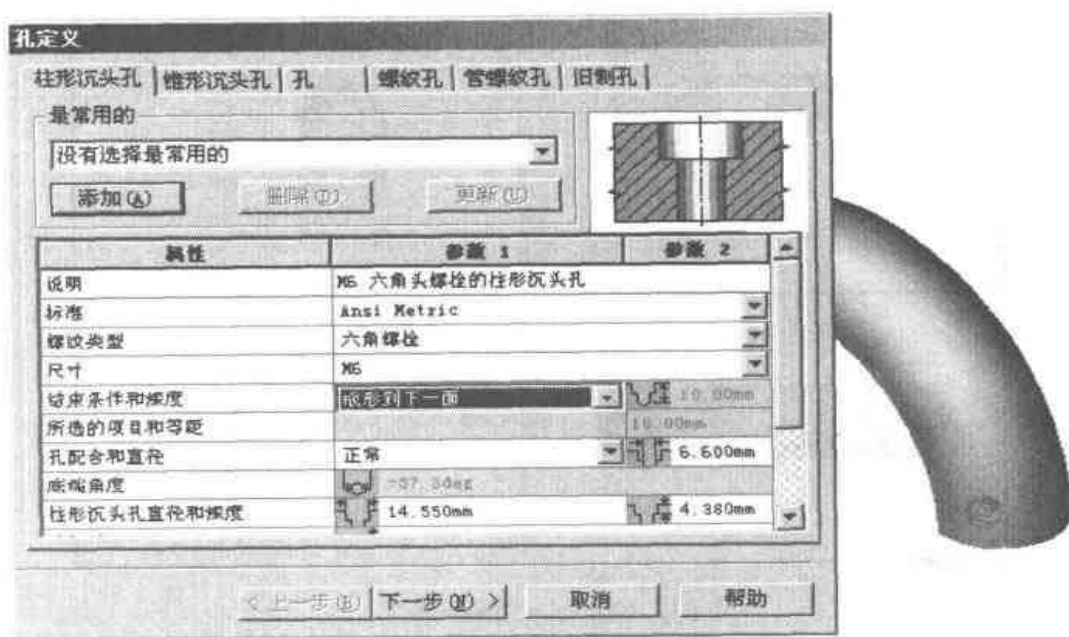 孔定义
柱形沉头孔 锥形沉头孔 孔 螺纹孔 管螺纹孔 旧制孔
最常用的
没有选择最常用的
添加(A) 删除(D) 更新(U)
属性 参数 1 参数 2
说明 M6 六角头螺栓的柱形沉头孔
标准 Ansi Metric
螺纹类型 六角螺栓
尺寸 M6
结束条件和深度 成形到下一面 10.00mm
所选的项目和等距 10.00mm
孔配合和直径 正常 6.600mm
底端角度
柱形沉头孔直径和深度 14.550mm 4.380mm
< 上一步(B) 下一步(N) > 取消 帮助